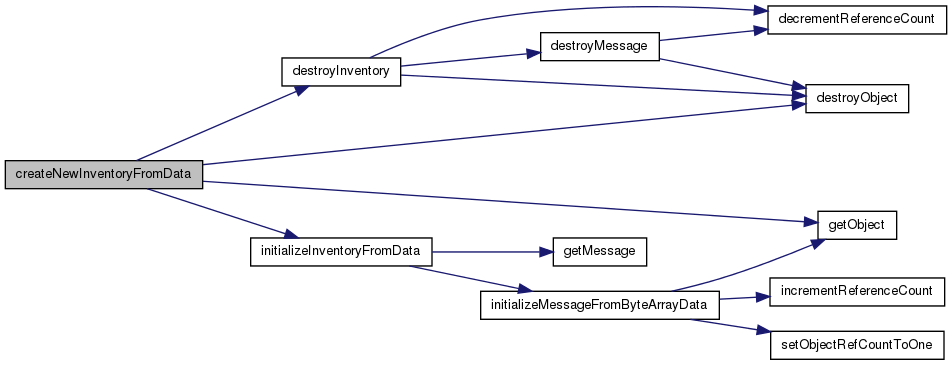 decrementReferenceCount
destroyMessage
destroyInventory
destroyObject
createNewInventoryFromData
getObject
initializeInventoryFromData
getMessage
incrementReferenceCount
initializeMessageFromByteArrayData
setObjectRefCountToOne